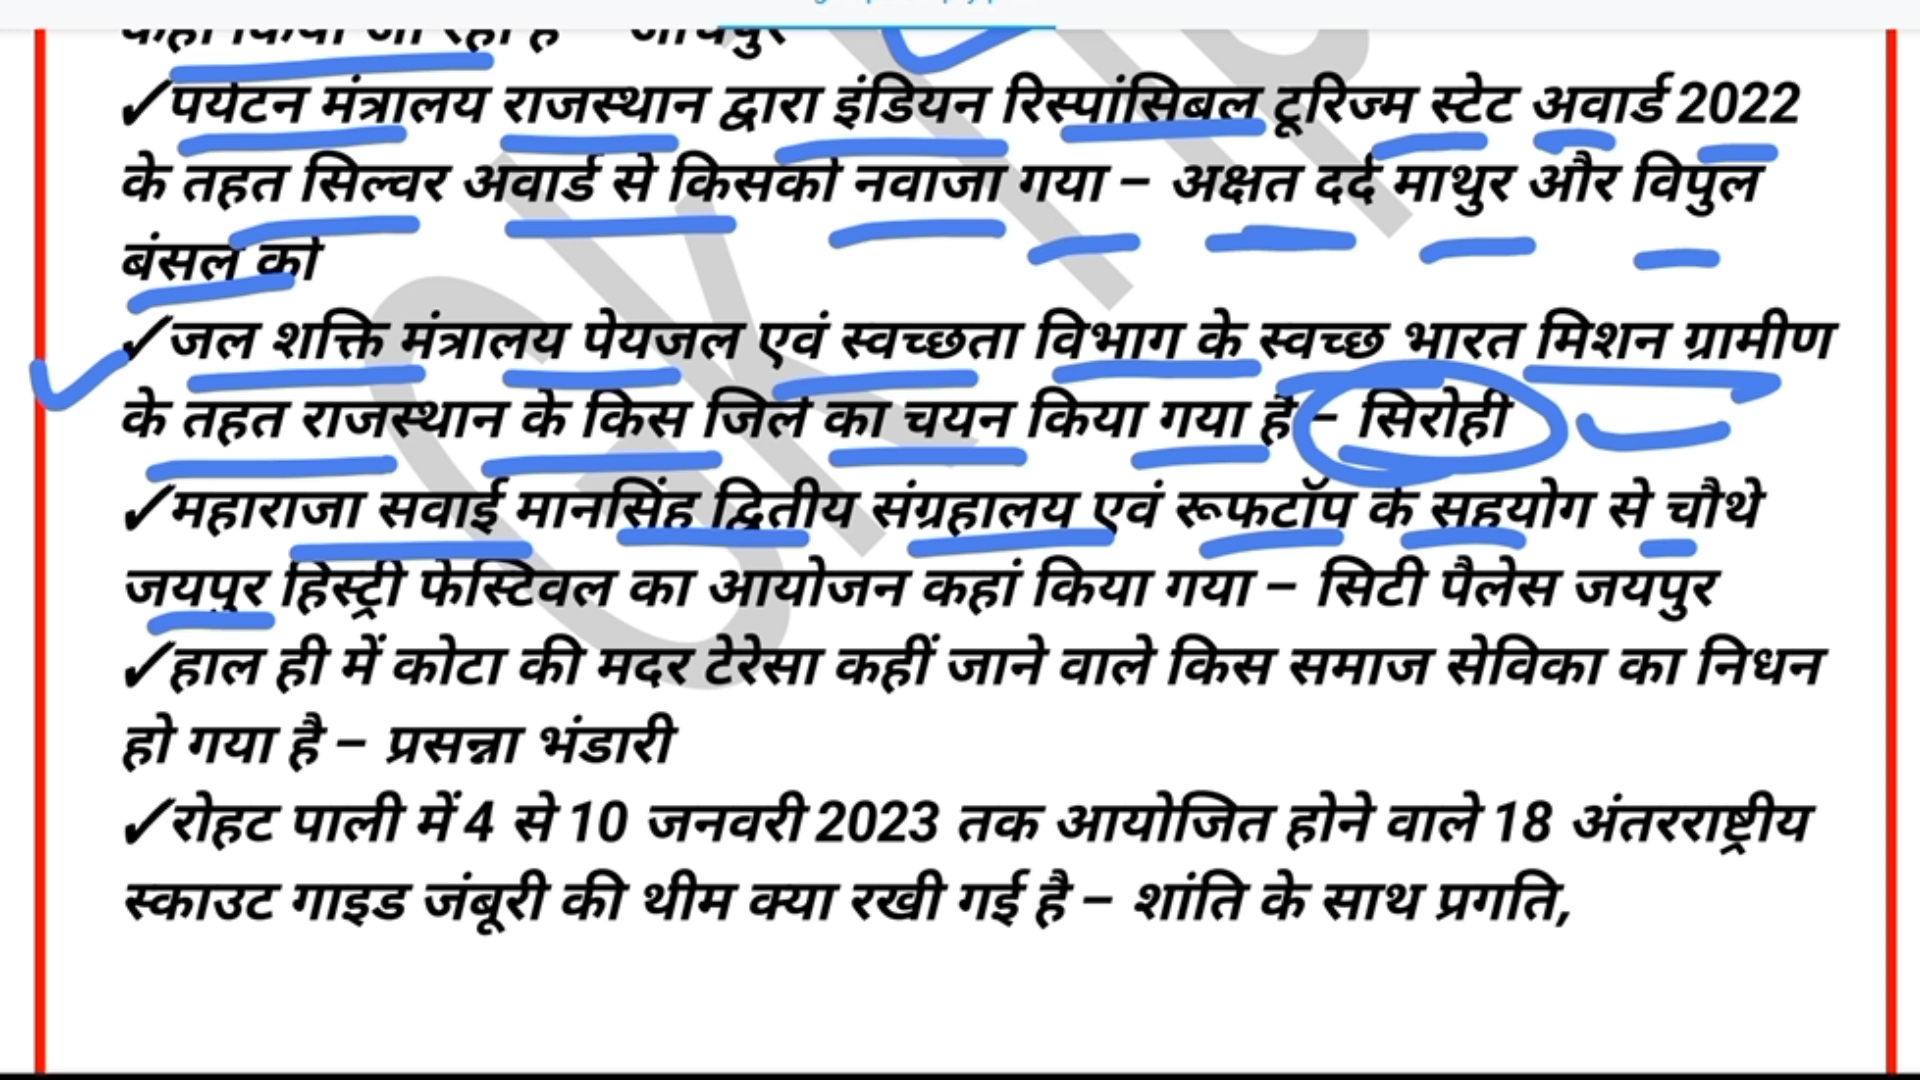 कहां किया जा रहा है – जोधपुर
✓पर्यटन मंत्रालय राजस्थान द्वारा इंडियन रिस्पांसिबल टूरिज्म स्टेट अवार्ड 2022
के तहत सिल्वर अवार्ड से किसको नवाजा गया – अक्षत दर्द माथुर और विपुल
बंसल को
✓जल शक्ति मंत्रालय पेयजल एवं स्वच्छता विभाग के स्वच्छ भारत मिशन ग्रामीण
के तहत राजस्थान के किस जिले का चयन किया गया है – सिरोही
✓महाराजा सवाई मानसिंह द्वितीय संग्रहालय एवं रूफटॉप के सहयोग से चौथे
जयपुर हिस्ट्री फेस्टिवल का आयोजन कहां किया गया – सिटी पैलेस जयपुर
✓हाल ही में कोटा की मदर टेरेसा कहीं जाने वाले किस समाज सेविका का निधन
हो गया है – प्रसन्ना भंडारी
✓रोहट पाली में 4 से 10 जनवरी 2023 तक आयोजित होने वाले 18 अंतरराष्ट्रीय
स्काउट गाइड जंबूरी की थीम क्या रखी गई है – शांति के साथ प्रगति,